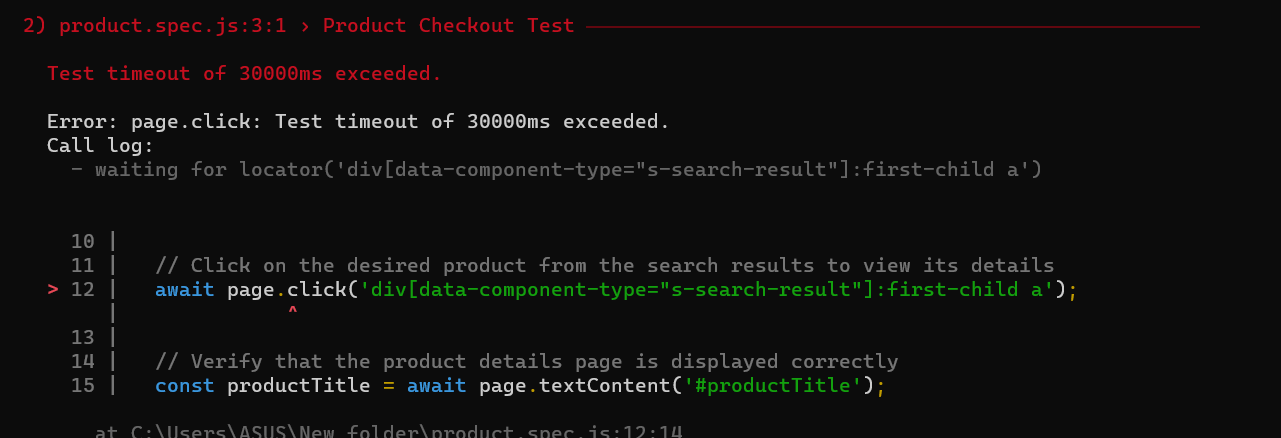 2) product.spec.js:3:1 › Product Checkout Test ────────────────────────────────────────────────────
Test timeout of 30000ms exceeded.
Error: page.click: Test timeout of 30000ms exceeded.
Call log:
- waiting for locator('div[data-component-type="s-search-result"]:first-child a')
10 |
11 |   // Click on the desired product from the search results to view its details
> 12 |   await page.click('div[data-component-type="s-search-result"]:first-child a');
|              ^
13 |
14 |   // Verify that the product details page is displayed correctly
15 |   const productTitle = await page.textContent('#productTitle');
at C:\Users\ASUS\New folder\product.spec.js:12:14